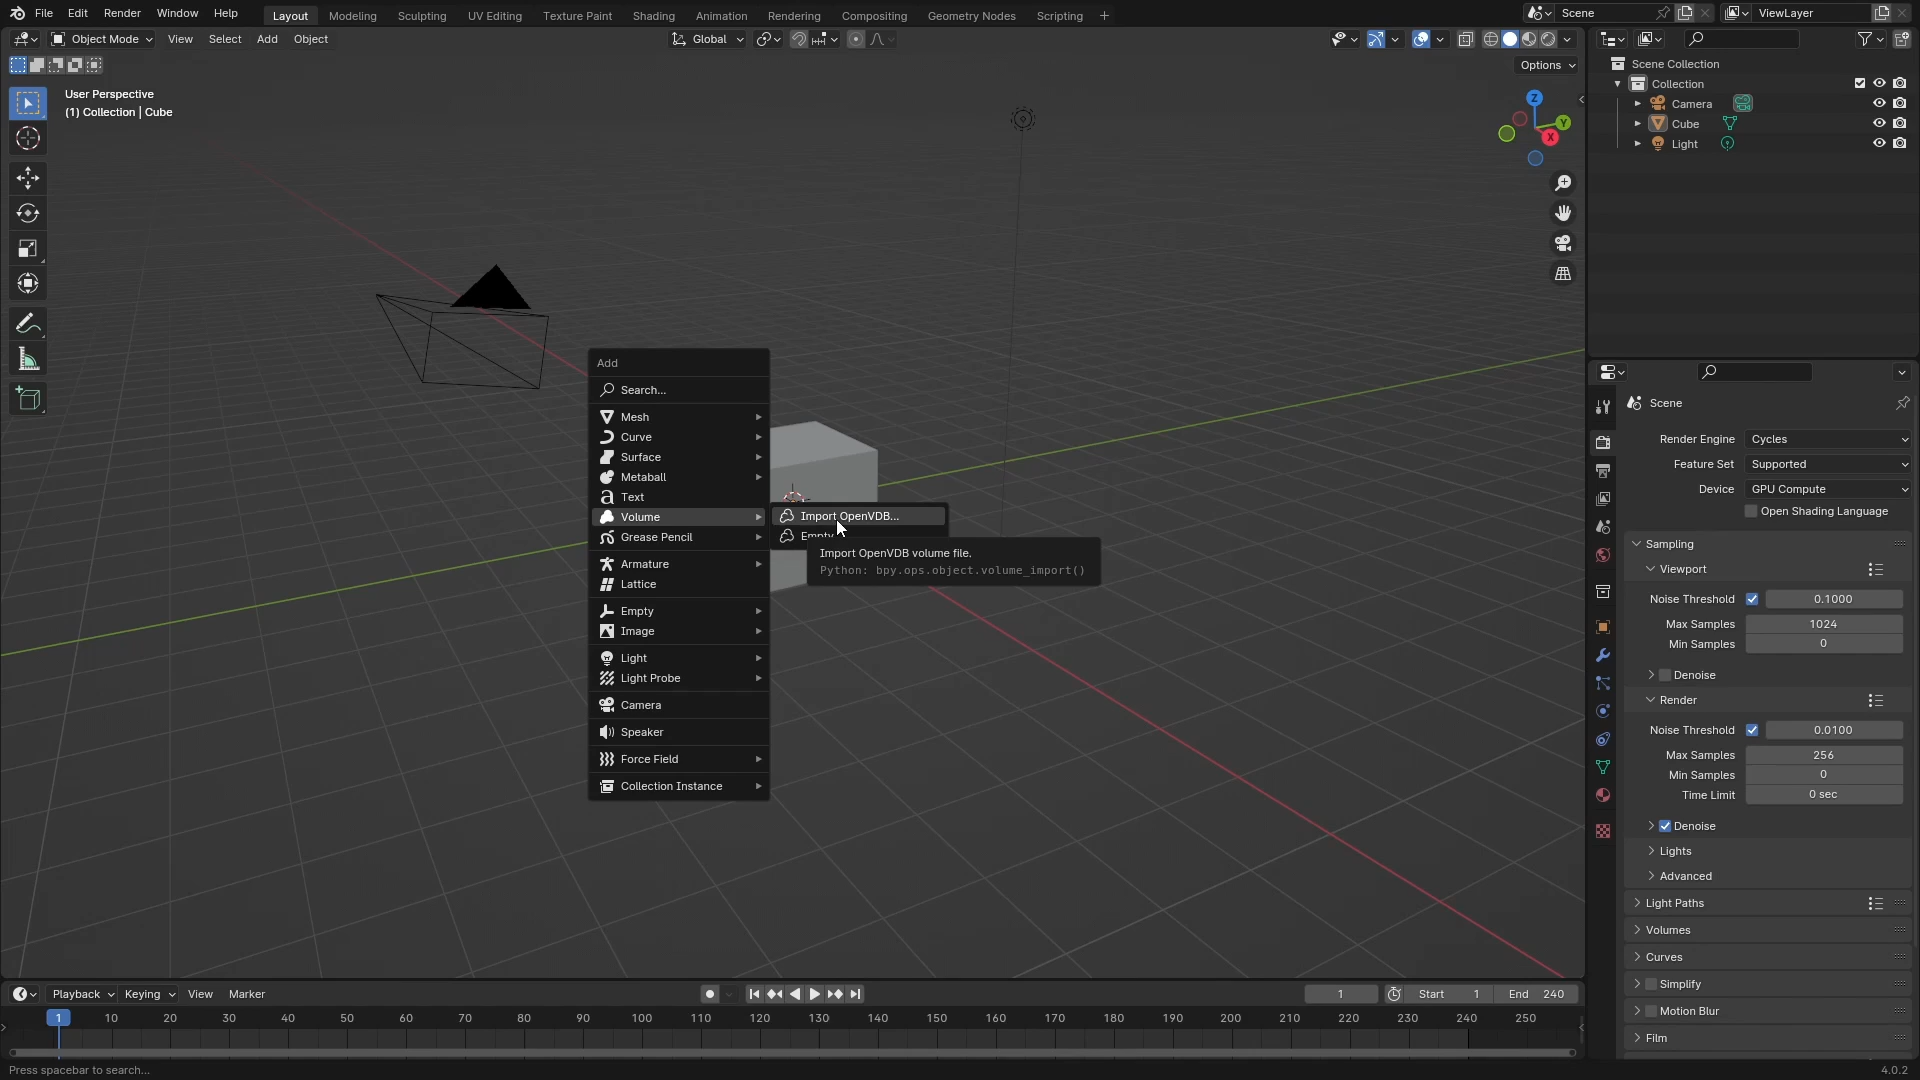 File Edit Render Window Help
Layout Modeling Sculpting UV Editing Texture Paint Shading Animation Rendering Compositing Geometry Nodes Scripting +
Scene
ViewLayer
Object Mode View Select Add Object
Global
Options
User Perspective
(1) Collection | Cube
Z
Y
X
Scene Collection
Collection
Camera
Cube
Light
Add
Search...
Mesh
Curve
Surface
Metaball
Text
Volume
Grease Pencil
Armature
Lattice
Empty
Image
Light
Light Probe
Camera
Speaker
Force Field
Collection Instance
Import OpenVDB...
Empty
Import OpenVDB volume file.
Python: bpy.ops.object.volume_import()
Scene
Render Engine Cycles
Feature Set Supported
Device GPU Compute
Open Shading Language
Sampling
Viewport
Noise Threshold 0.1000
Max Samples 1024
Min Samples 0
Denoise
Render
Noise Threshold 0.0100
Max Samples 256
Min Samples 0
Time Limit 0 sec
Denoise
Lights
Advanced
Light Paths
Volumes
Curves
Simplify
Motion Blur
Film
Playback Keying View Marker
1 Start 1 End 240
1 10 20 30 40 50 60 70 80 90 100 110 120 130 140 150 160 170 180 190 200 210 220 230 240 250
Press spacebar to search...
4.0.2